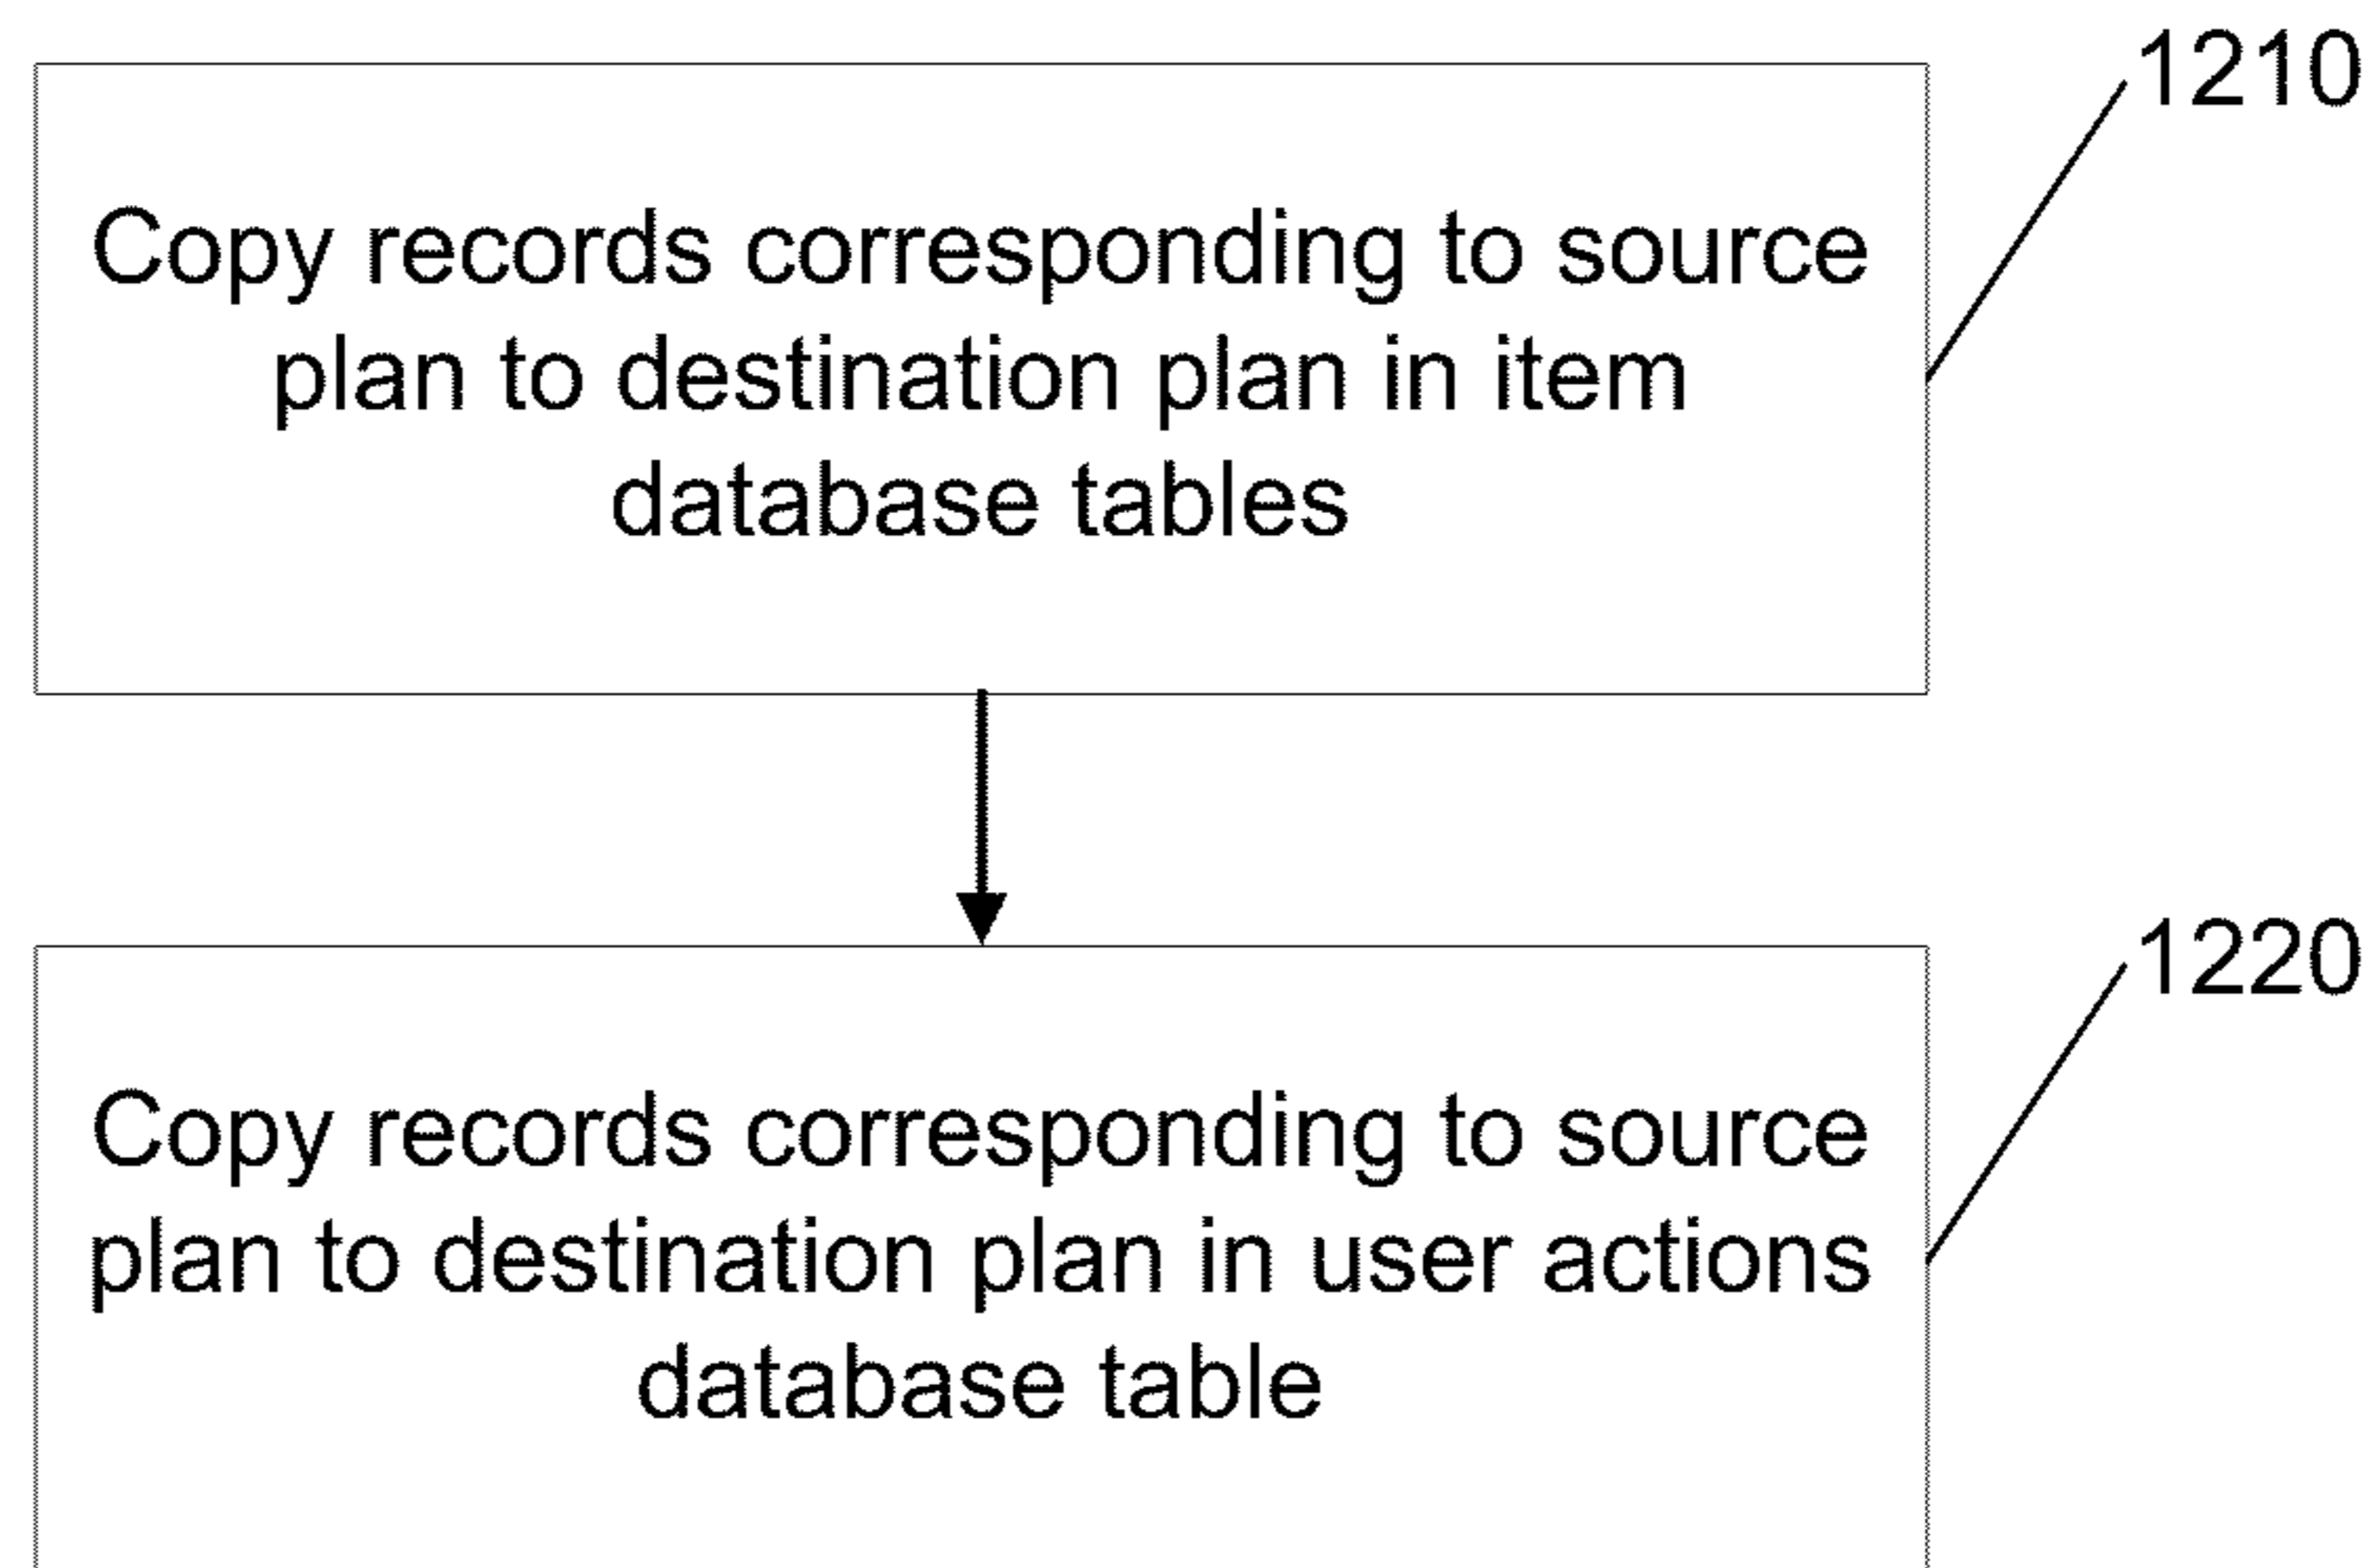 1210
Copy records corresponding to source
plan to destination plan in item
database tables
1220
Copy records corresponding to source
plan to destination plan in user actions
database table